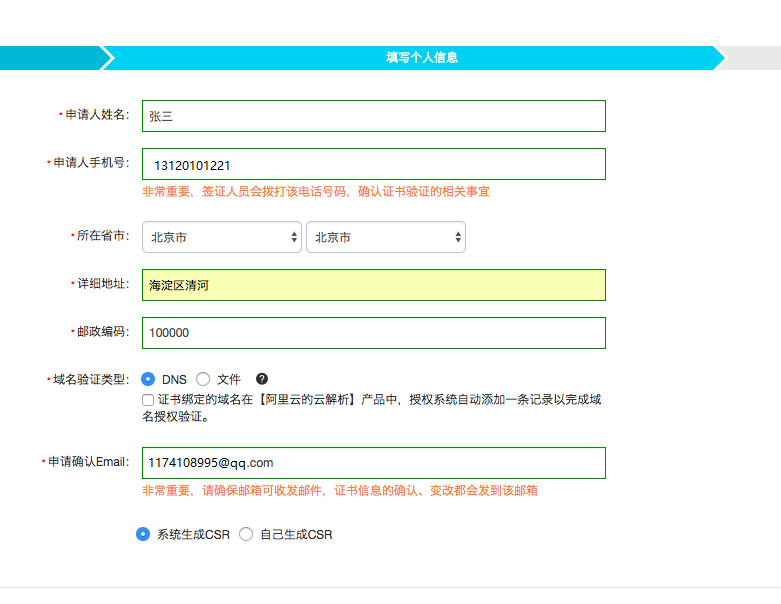 填写个人信息
*申请人姓名: 张三
*申请人手机号: 13120101221
非常重要，签证人员会拨打该电话号码，确认证书验证的相关事宜
*所在省市: 北京市 北京市
*详细地址: 海淀区清河
*邮政编码: 100000
*域名验证类型: DNS 文件 ?
证书绑定的域名在【阿里云的云解析】产品中，授权系统自动添加一条记录以完成域
名授权验证。
*申请确认Email: 1174108995@qq.com
非常重要，请确保邮箱可收发邮件，证书信息的确认、变改都会发到该邮箱
系统生成CSR 自己生成CSR